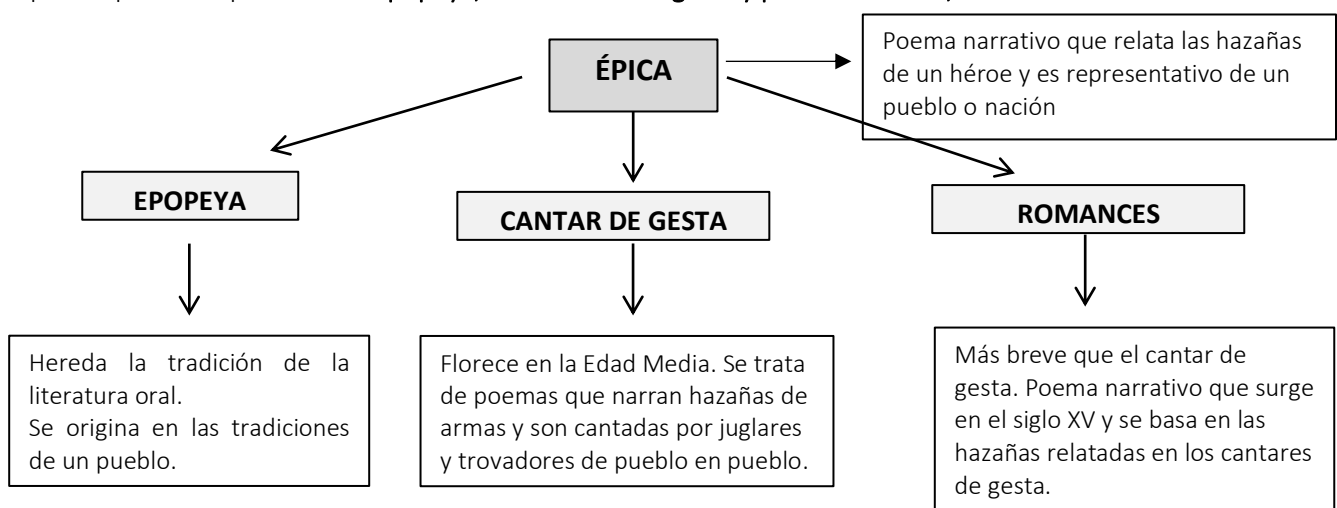 ÉPICA
Poema narrativo que relata las hazañas
de un héroe y es representativo de un
pueblo o nación
EPOPEYA
CANTAR DE GESTA
ROMANCES
Hereda la tradición de la
literatura oral.
Se origina en las tradiciones
de un pueblo.
Florece en la Edad Media. Se trata
de poemas que narran hazañas de
armas y son cantadas por juglares
y trovadores de pueblo en pueblo.
Más breve que el cantar de
gesta. Poema narrativo que surge
en el siglo XV y se basa en las
hazañas relatadas en los cantares
de gesta.